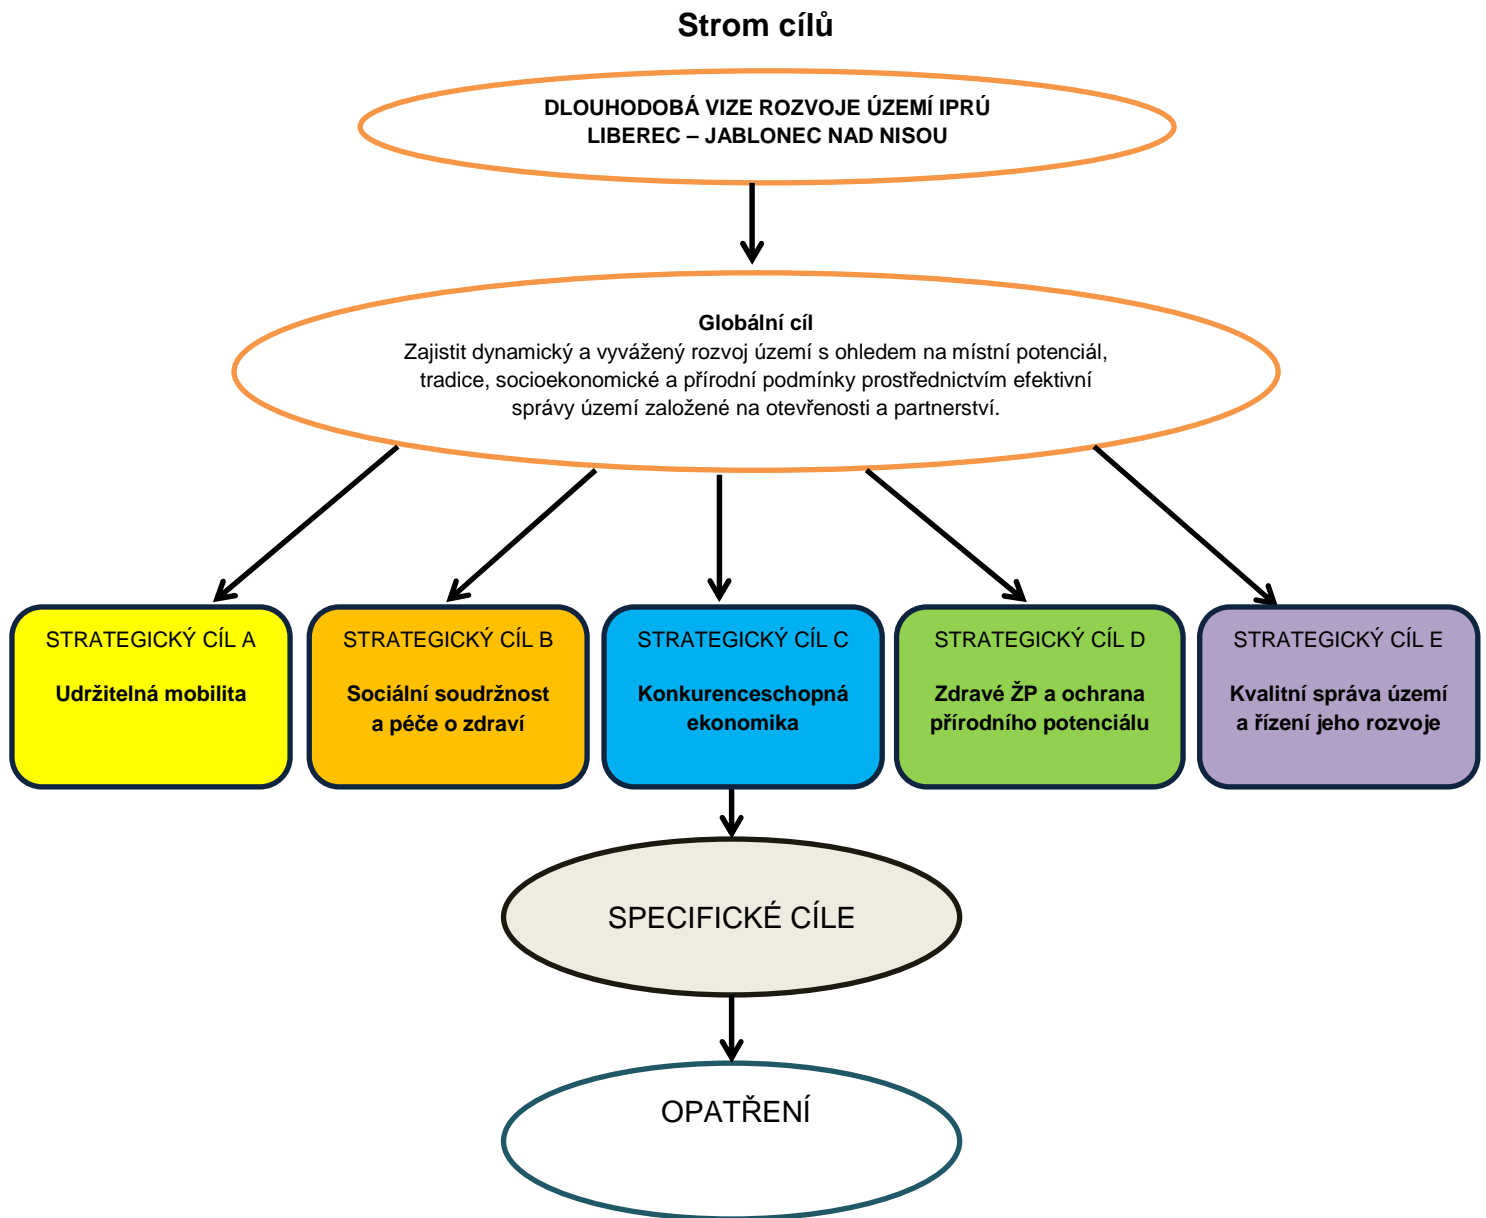 Strom cílů
DLOUHODOBÁ VIZE ROZVOJE ÚZEMÍ IPRÚ
LIBEREC – JABLONEC NAD NISOU
Globální cíl
Zajistit dynamický a vyvážený rozvoj území s ohledem na místní potenciál,
tradice, socioekonomické a přírodní podmínky prostřednictvím efektivní
správy území založené na otevřenosti a partnerství.
STRATEGICKÝ CÍL A
Udržitelná mobilita
STRATEGICKÝ CÍL B
Sociální soudržnost
a péče o zdraví
STRATEGICKÝ CÍL C
Konkurenceschopná
ekonomika
STRATEGICKÝ CÍL D
Zdravé ŽP a ochrana
přírodního potenciálu
STRATEGICKÝ CÍL E
Kvalitní správa území
a řízení jeho rozvoje
SPECIFICKÉ CÍLE
OPATŘENÍ